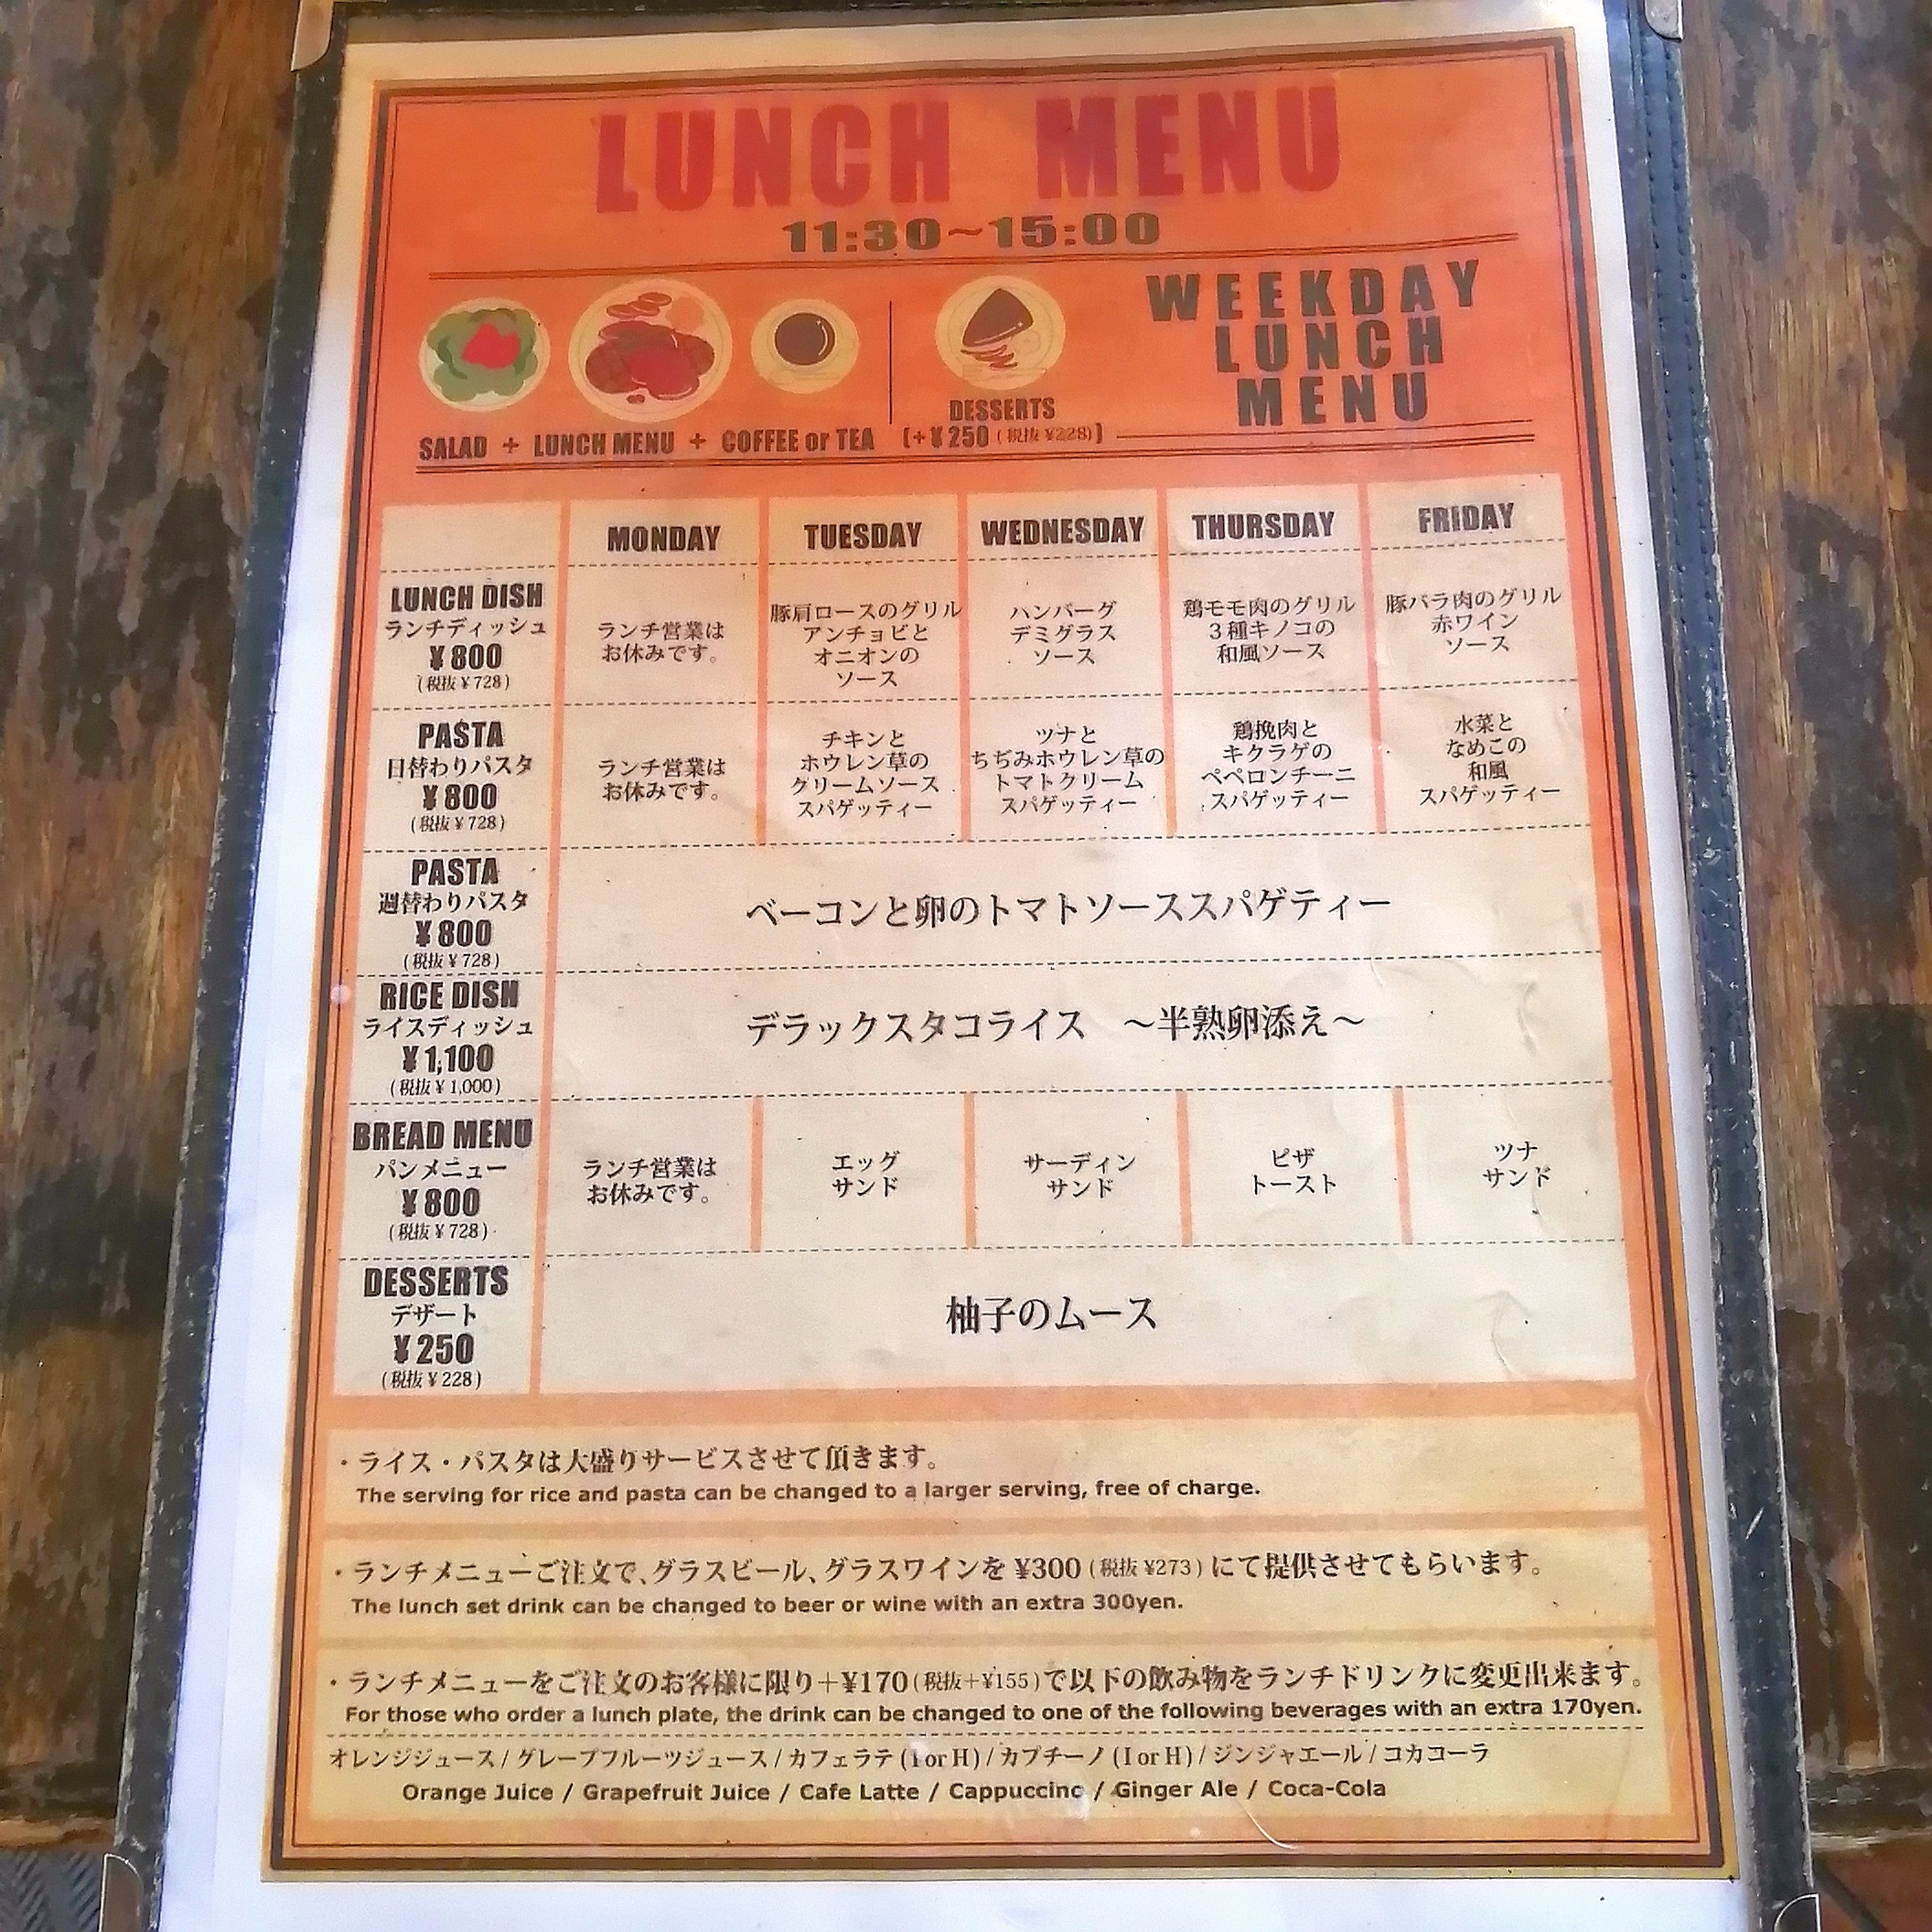 LUNCH MENU
11:30~15:00
WEEKDAY
LUNCH
MENU
DESSERTS
SALAD + LUNCH MENU + COFFEE or TEA (+¥250 (税抜 ¥228))
MONDAY TUESDAY WEDNESDAY THURSDAY FRIDAY
LUNCH DISH
ランチディッシュ
¥800
(税抜¥728)
ランチ営業は
お休みです。
豚肩ロースのグリル
アンチョビと
オニオンの
ソース
ハンバーグ
デミグラス
ソース
鶏モモ肉のグリル
3種キノコの
和風ソース
豚バラ肉のグリル
赤ワイン
ソース
PASTA
日替わりパスタ
¥800
(税抜¥728)
ランチ営業は
お休みです。
チキンと
ホウレン草の
クリームソース
スパゲッティー
ツナと
ちぢみホウレン草の
トマトクリーム
スパゲッティー
鶏挽肉と
キクラゲの
ペペロンチーニ
スパゲッティー
水菜と
なめこの
和風
スパゲッティー
PASTA
週替わりパスタ
¥800
(税抜¥728)
ベーコンと卵のトマトソーススパゲティー
RICE DISH
ライスディッシュ
¥1,100
(税抜¥1,000)
デラックスタコライス ～半熟卵添え～
BREAD MENU
パンメニュー
¥800
(税抜¥728)
ランチ営業は
お休みです。
エッグ
サンド
サーディン
サンド
ピザ
トースト
ツナ
サンド
DESSERTS
デザート
¥250
(税抜¥228)
柚子のムース
・ライス・パスタは大盛りサービスさせて頂きます。
The serving for rice and pasta can be changed to a larger serving, free of charge.
・ランチメニューご注文で、グラスビール、グラスワインを ¥300 (税抜 ¥273) にて提供させてもらいます。
The lunch set drink can be changed to beer or wine with an extra 300yen.
・ランチメニューをご注文のお客様に限り+¥170(税抜+¥155)で以下の飲み物をランチドリンクに変更出来ます。
For those who order a lunch plate, the drink can be changed to one of the following beverages with an extra 170yen.
オレンジジュース / グレープフルーツジュース / カフェラテ (I or H) / カプチーノ (I or H) / ジンジャエール / コカコーラ
Orange Juice / Grapefruit Juice / Cafe Latte / Cappuccino / Ginger Ale / Coca-Cola